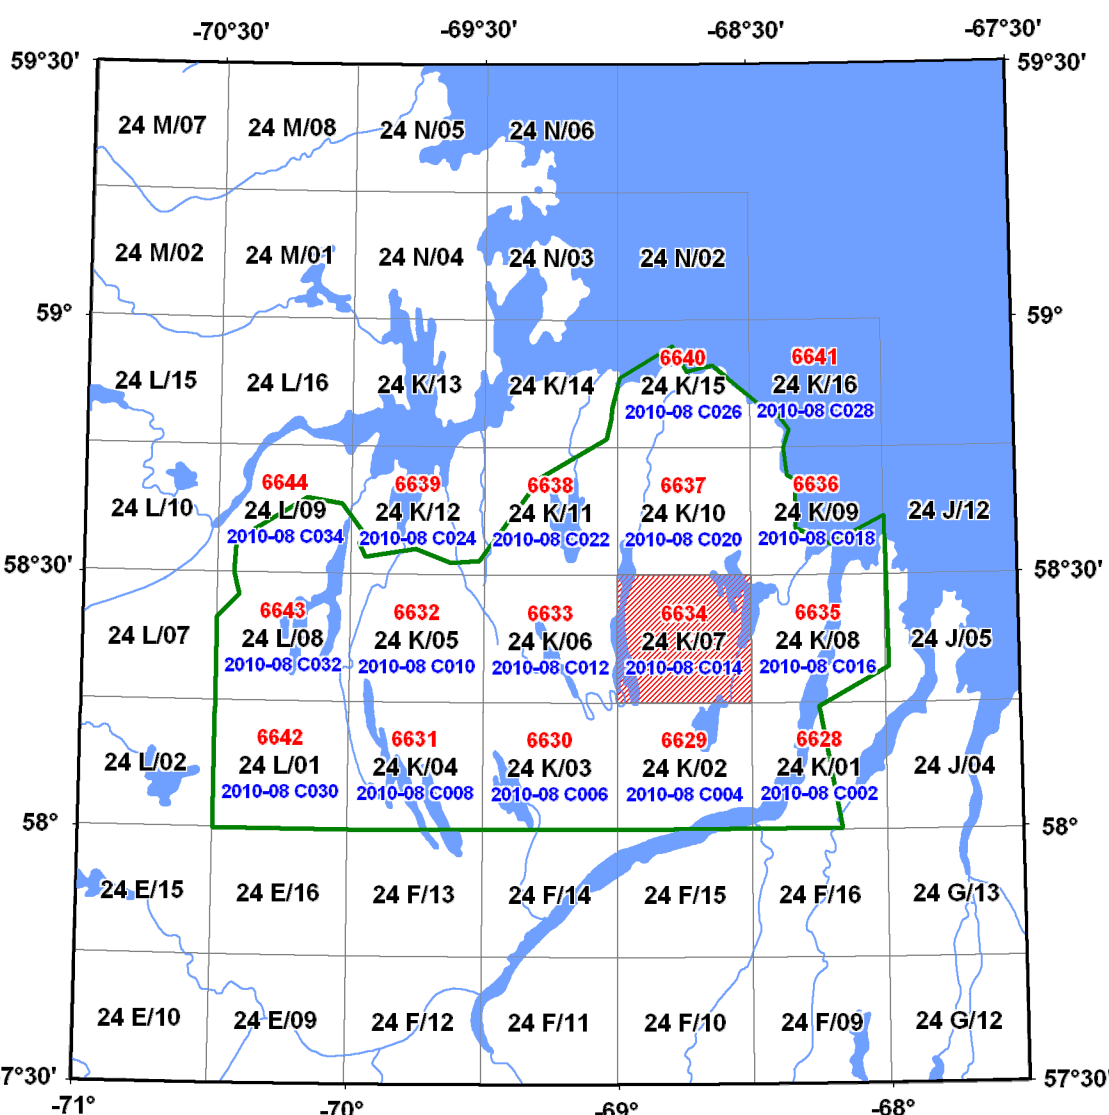 -70°30' -69°30' -68°30' -67°30'
59°30' 59°30'
24 M/07 24 M/08 24 N/05 24 N/06
24 M/02 24 M/01 24 N/04 24 N/03 24 N/02
59° 59°
6640 6641
24 L/15 24 L/16 24 K/13 24 K/14 24 K/15 24 K/16
2010-08 C026 2010-08 C028
6644 6639 6638 6637 6636
24 L/10 24 L/09 24 K/12 24 K/11 24 K/10 24 K/09 24 J/12
2010-08 C034 2010-08 C024 2010-08 C022 2010-08 C020 2010-08 C018
58°30' 58°30'
6643 6632 6633 6634 6635
24 L/07 24 L/08 24 K/05 24 K/06 24 K/07 24 K/08 24 J/05
2010-08 C032 2010-08 C010 2010-08 C012 2010-08 C014 2010-08 C016
6642 6631 6630 6629 6628
24 L/02 24 L/01 24 K/04 24 K/03 24 K/02 24 K/01 24 J/04
2010-08 C030 2010-08 C008 2010-08 C006 2010-08 C004 2010-08 C002
58° 58°
24 E/15 24 E/16 24 F/13 24 F/14 24 F/15 24 F/16 24 G/13
24 E/10 24 E/09 24 F/12 24 F/11 24 F/10 24 F/09 24 G/12
7°30' 57°30'
-71° -70° -69° -68°